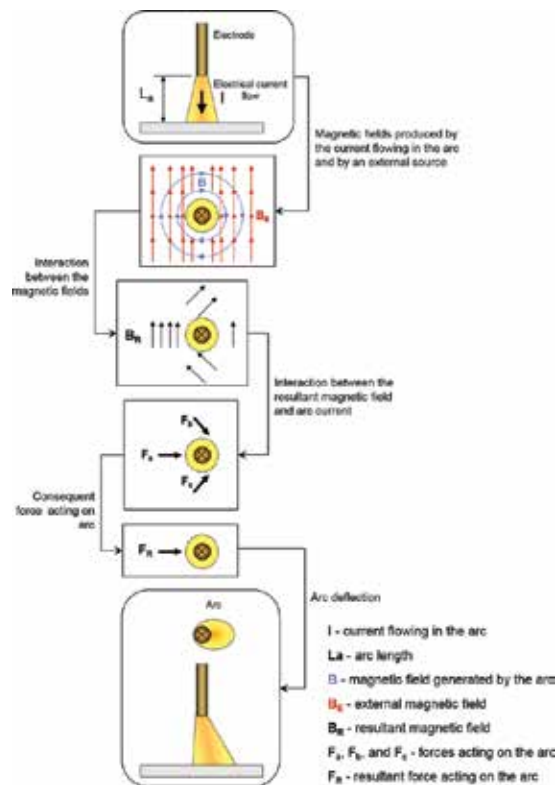 Electrode
Electrical current
I flow
La
Magnetic fields produced by
the current flowing in the arc
and by an external source
B
BE
Interaction
between the
magnetic fields
BR
Interaction between the
resultant magnetic field
and arc current
Fb
Fa
Fc
Consequent
force acting on
arc
FR
Arc deflection
Arc
I - current flowing in the arc
La - arc length
B - magnetic field generated by the arc
BE - external magnetic field
BR - resultant magnetic field
Fa, Fb, and Fc - forces acting on the arc
FR - resultant force acting on the arc